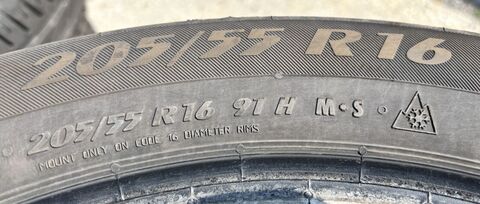 205/55 R16
205/55 R16 91 H M•S
MOUNT ONLY ON CODE 16 DIAMETER RIMS